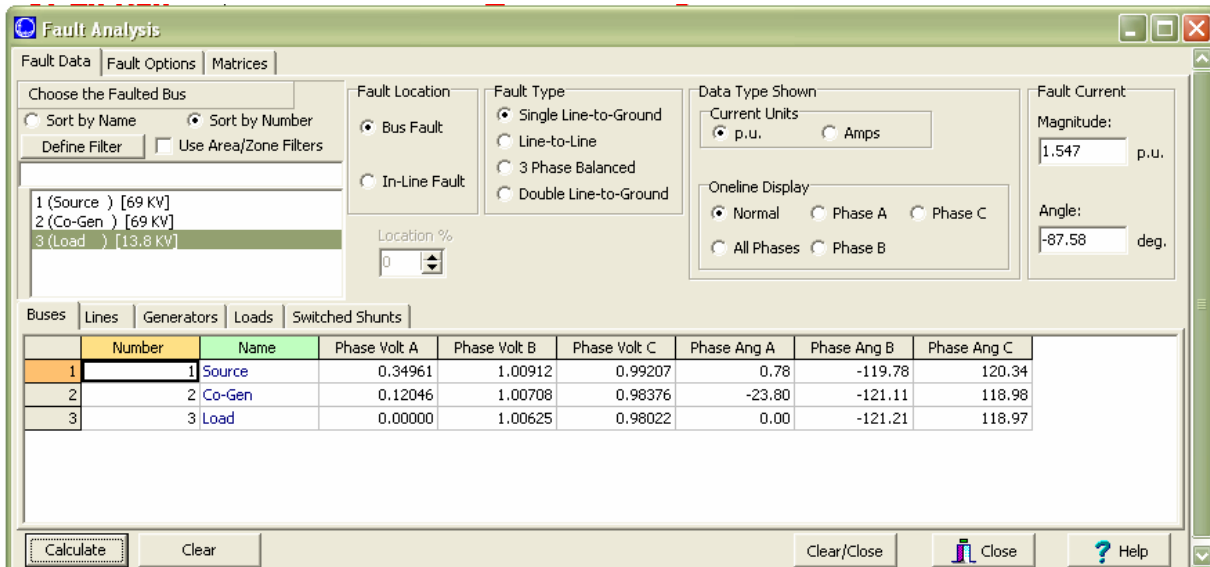 Fault Analysis
Fault Data Fault Options Matrices
Choose the Faulted Bus
Sort by Name Sort by Number
Define Filter Use Area/Zone Filters
1 (Source ) [69 KV]
2 (Co-Gen ) [69 KV]
3 (Load ) [13.8 KV]
Fault Location
Bus Fault
In-Line Fault
Location %
0
Fault Type
Single Line-to-Ground
Line-to-Line
3 Phase Balanced
Double Line-to-Ground
Data Type Shown
Current Units
p.u. Amps
Oneline Display
Normal Phase A Phase C
All Phases Phase B
Fault Current
Magnitude:
1.547 p.u.
Angle:
-87.58 deg.
Buses Lines Generators Loads Switched Shunts
Number Name Phase Volt A Phase Volt B Phase Volt C Phase Ang A Phase Ang B Phase Ang C
1 1 Source 0.34961 1.00912 0.99207 0.78 -119.78 120.34
2 2 Co-Gen 0.12046 1.00708 0.98376 -23.80 -121.11 118.98
3 3 Load 0.00000 1.00625 0.98022 0.00 -121.21 118.97
Calculate Clear Clear/Close Close ? Help